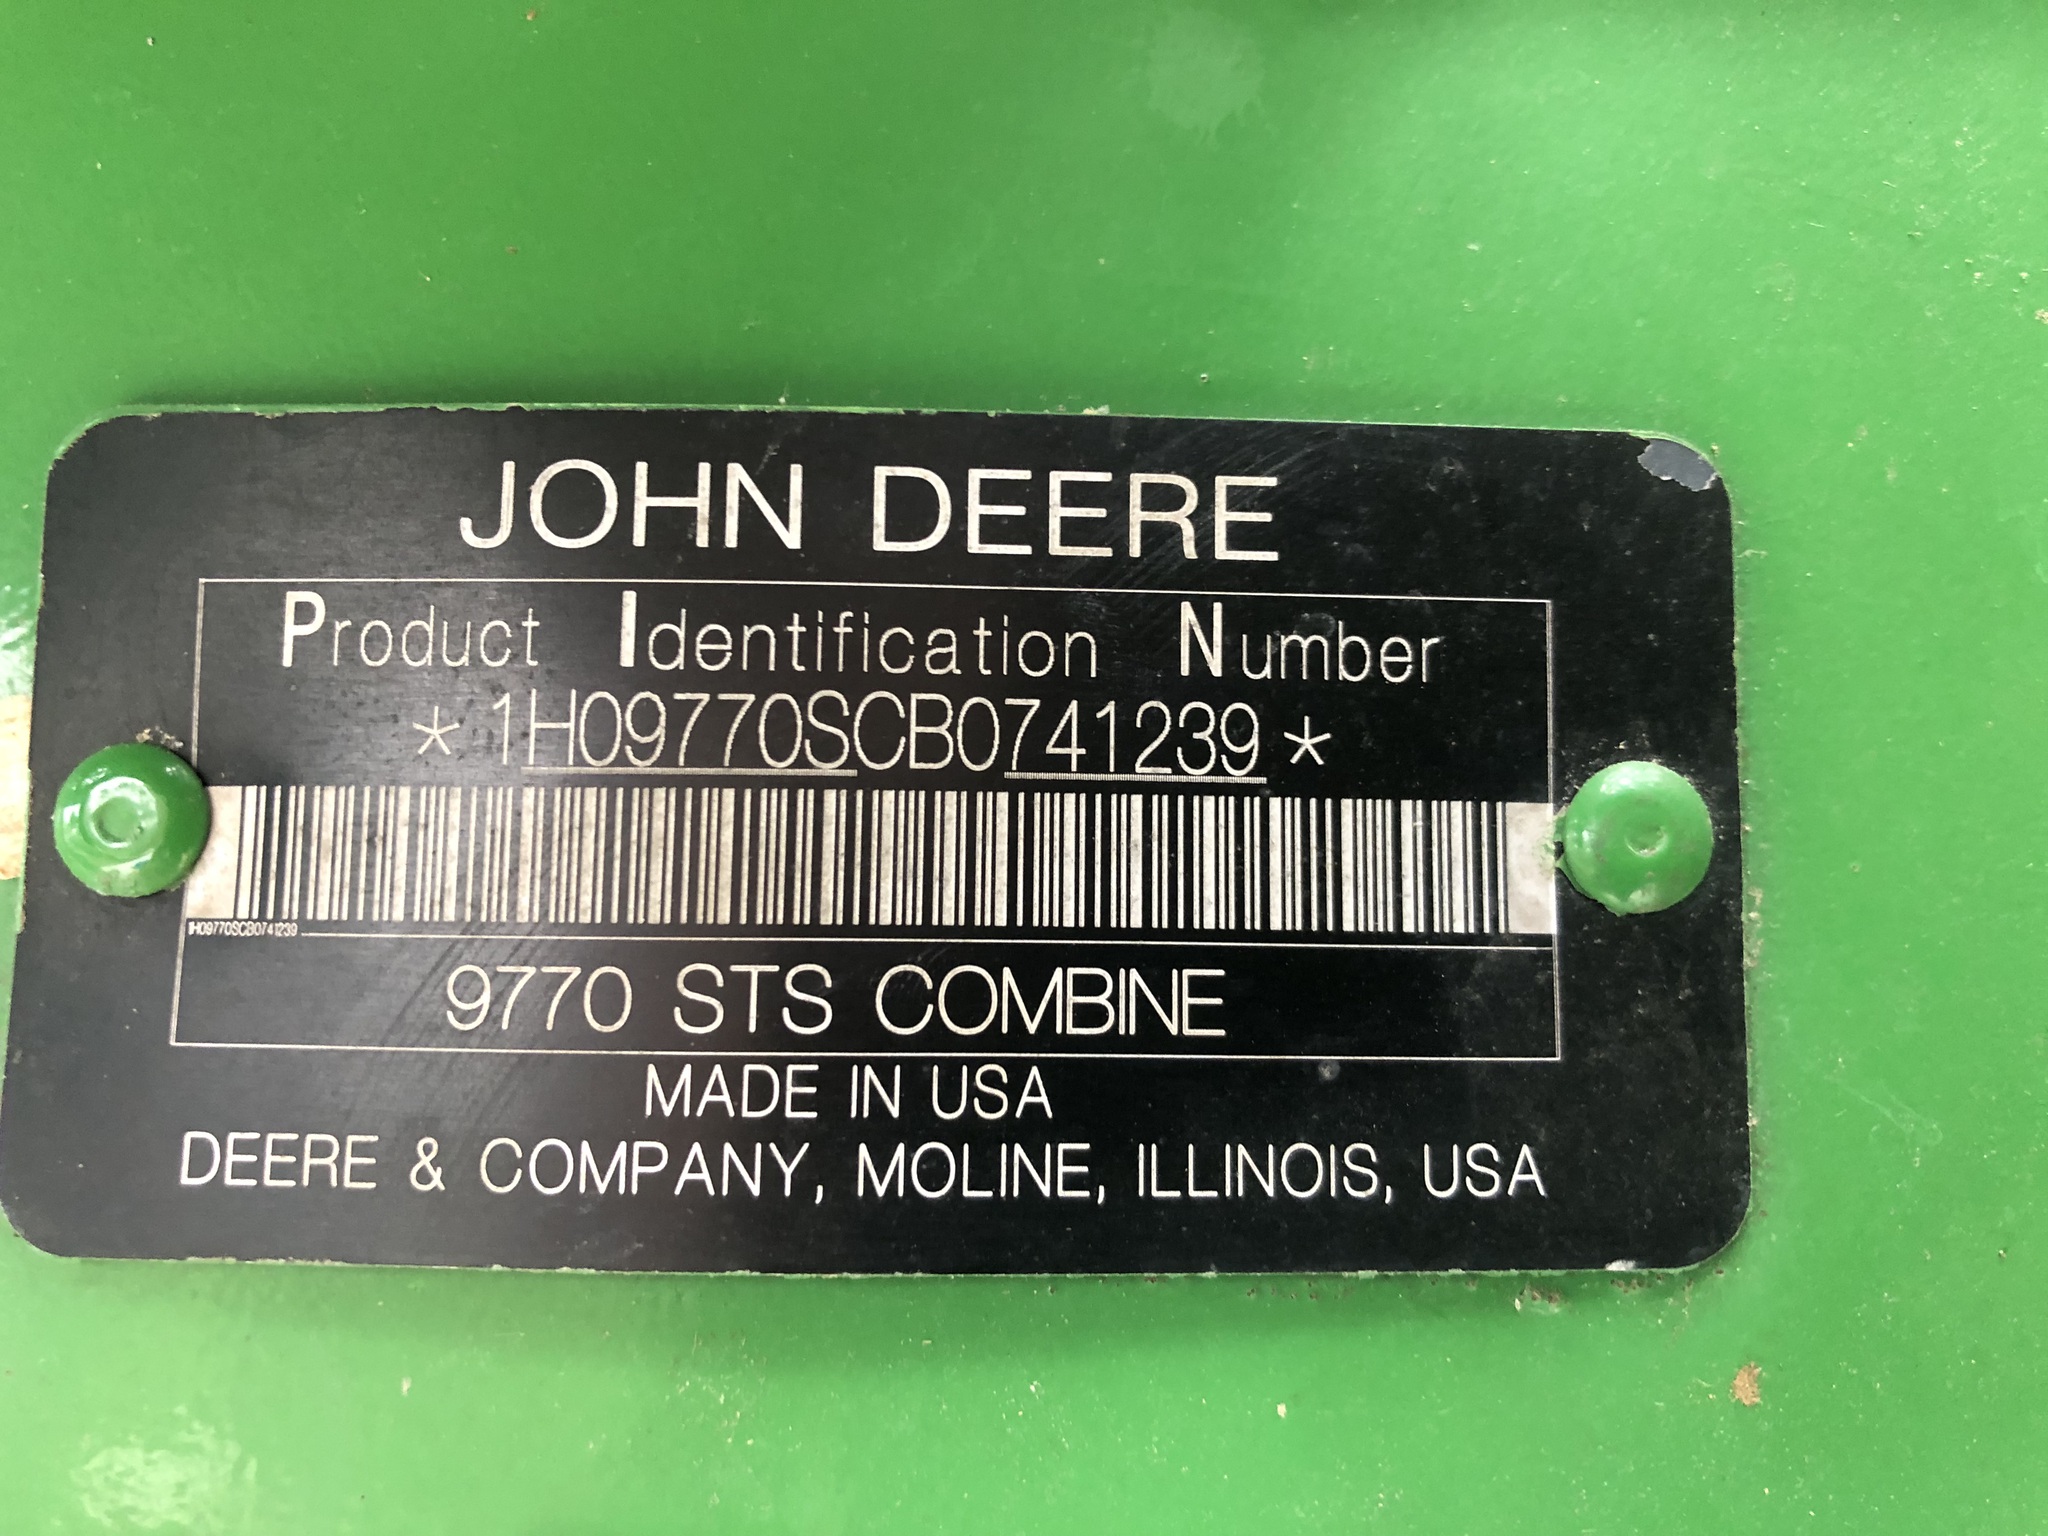 JOHN DEERE
Product Identification Number
*1H09770SCB0741239*
1H09770SCB0741239
9770 STS COMBINE
MADE IN USA
DEERE & COMPANY, MOLINE, ILLINOIS, USA